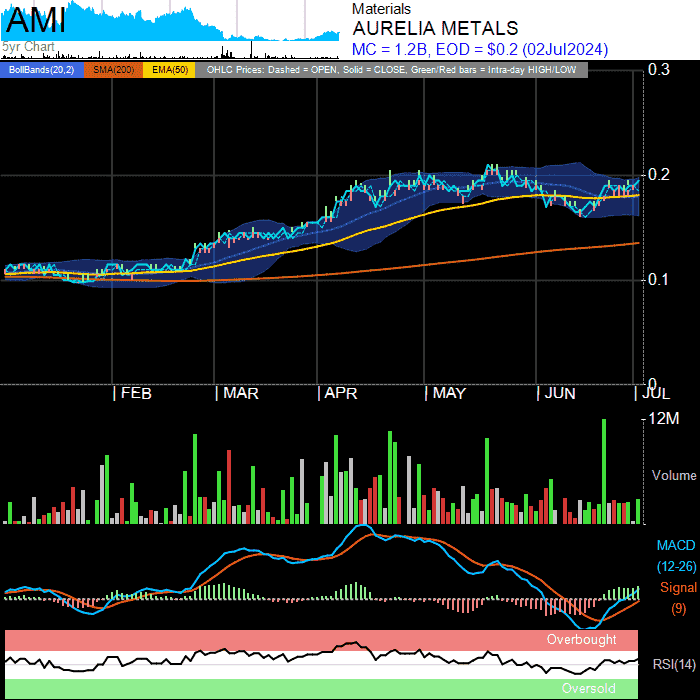 AMI
5yr Chart
Materials
AURELIA METALS
MC = 1.2B, EOD = $0.2 (02Jul2024)
BollBands(20,2) SMA(200) EMA(50) OHLC Prices: Dashed = OPEN, Solid = CLOSE, Green/Red bars = Intra-day HIGH/LOW
0.3
0.2
0.1
0
| FEB | MAR | APR | MAY | JUN | JUL
12M
Volume
MACD
(12-26)
Signal
(9)
Overbought
RSI(14)
Oversold